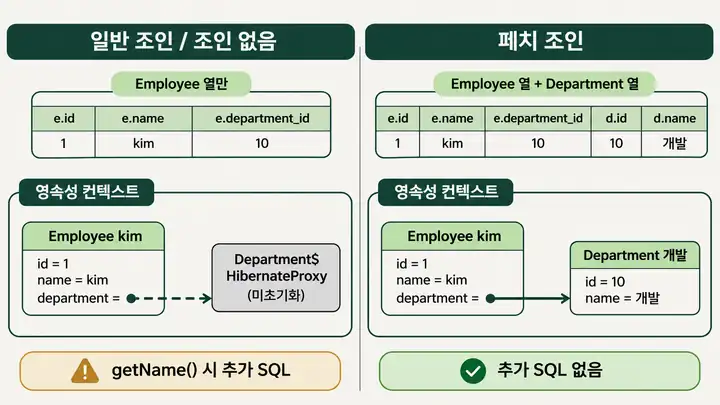 일반 조인 / 조인 없음
Employee 열만
e.id e.name e.department_id
1 kim 10
영속성 컨텍스트
Employee kim
id = 1
name = kim
department =
Department$
HibernateProxy
(미초기화)
getName() 시 추가 SQL
페치 조인
Employee 열 + Department 열
e.id e.name e.department_id d.id d.name
1 kim 10 10 개발
영속성 컨텍스트
Employee kim
id = 1
name = kim
department =
Department 개발
id = 10
name = 개발
추가 SQL 없음